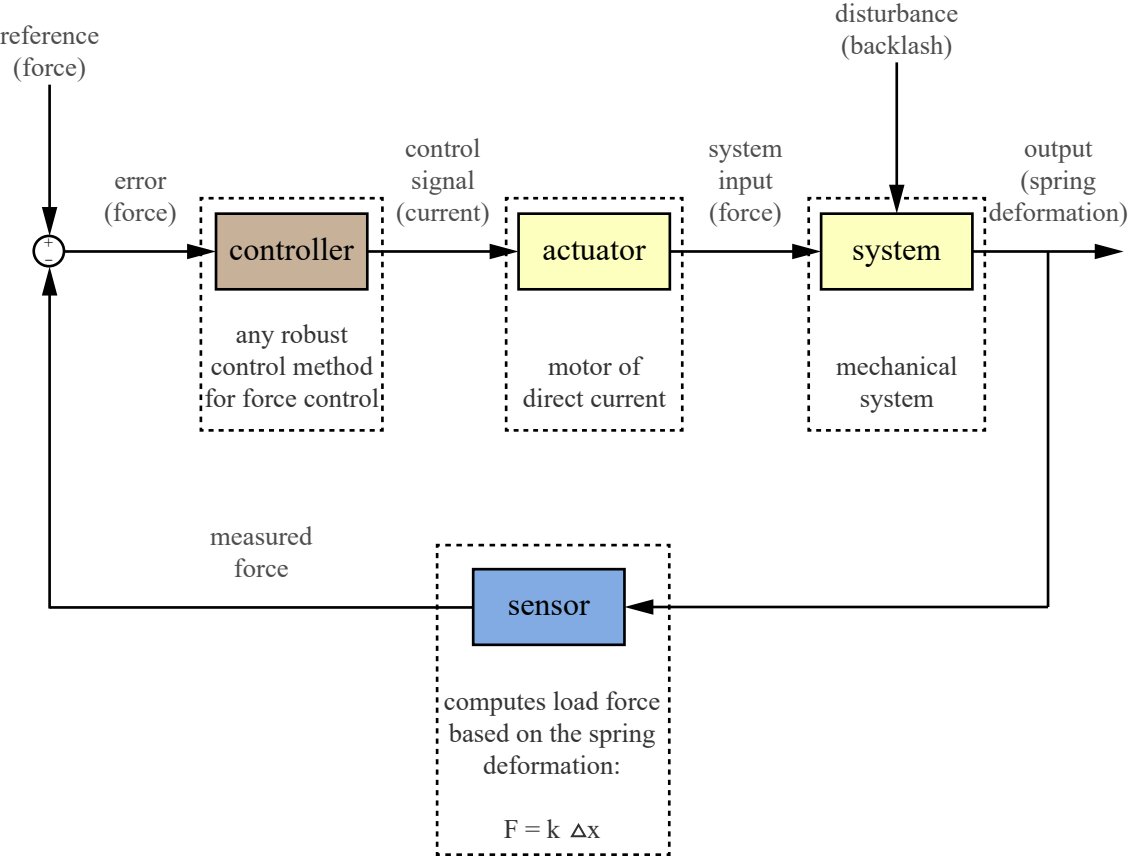 reference
(force)
disturbance
(backlash)
error
(force)
control
signal
(current)
system
input
(force)
output
(spring
deformation)
+
−
controller
actuator
system
any robust
control method
for force control
motor of
direct current
mechanical
system
measured
force
sensor
computes load force
based on the spring
deformation:
F = k △x